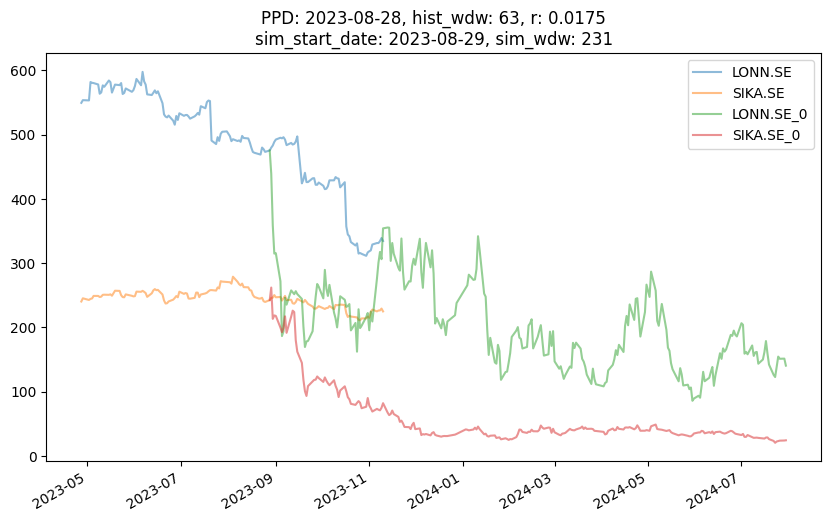 PPD: 2023-08-28, hist_wdw: 63, r: 0.0175
sim_start_date: 2023-08-29, sim_wdw: 231
LONN.SE
SIKA.SE
LONN.SE_0
SIKA.SE_0
600
500
400
300
200
100
0
2023-05
2023-07
2023-09
2023-11
2024-01
2024-03
2024-05
2024-07